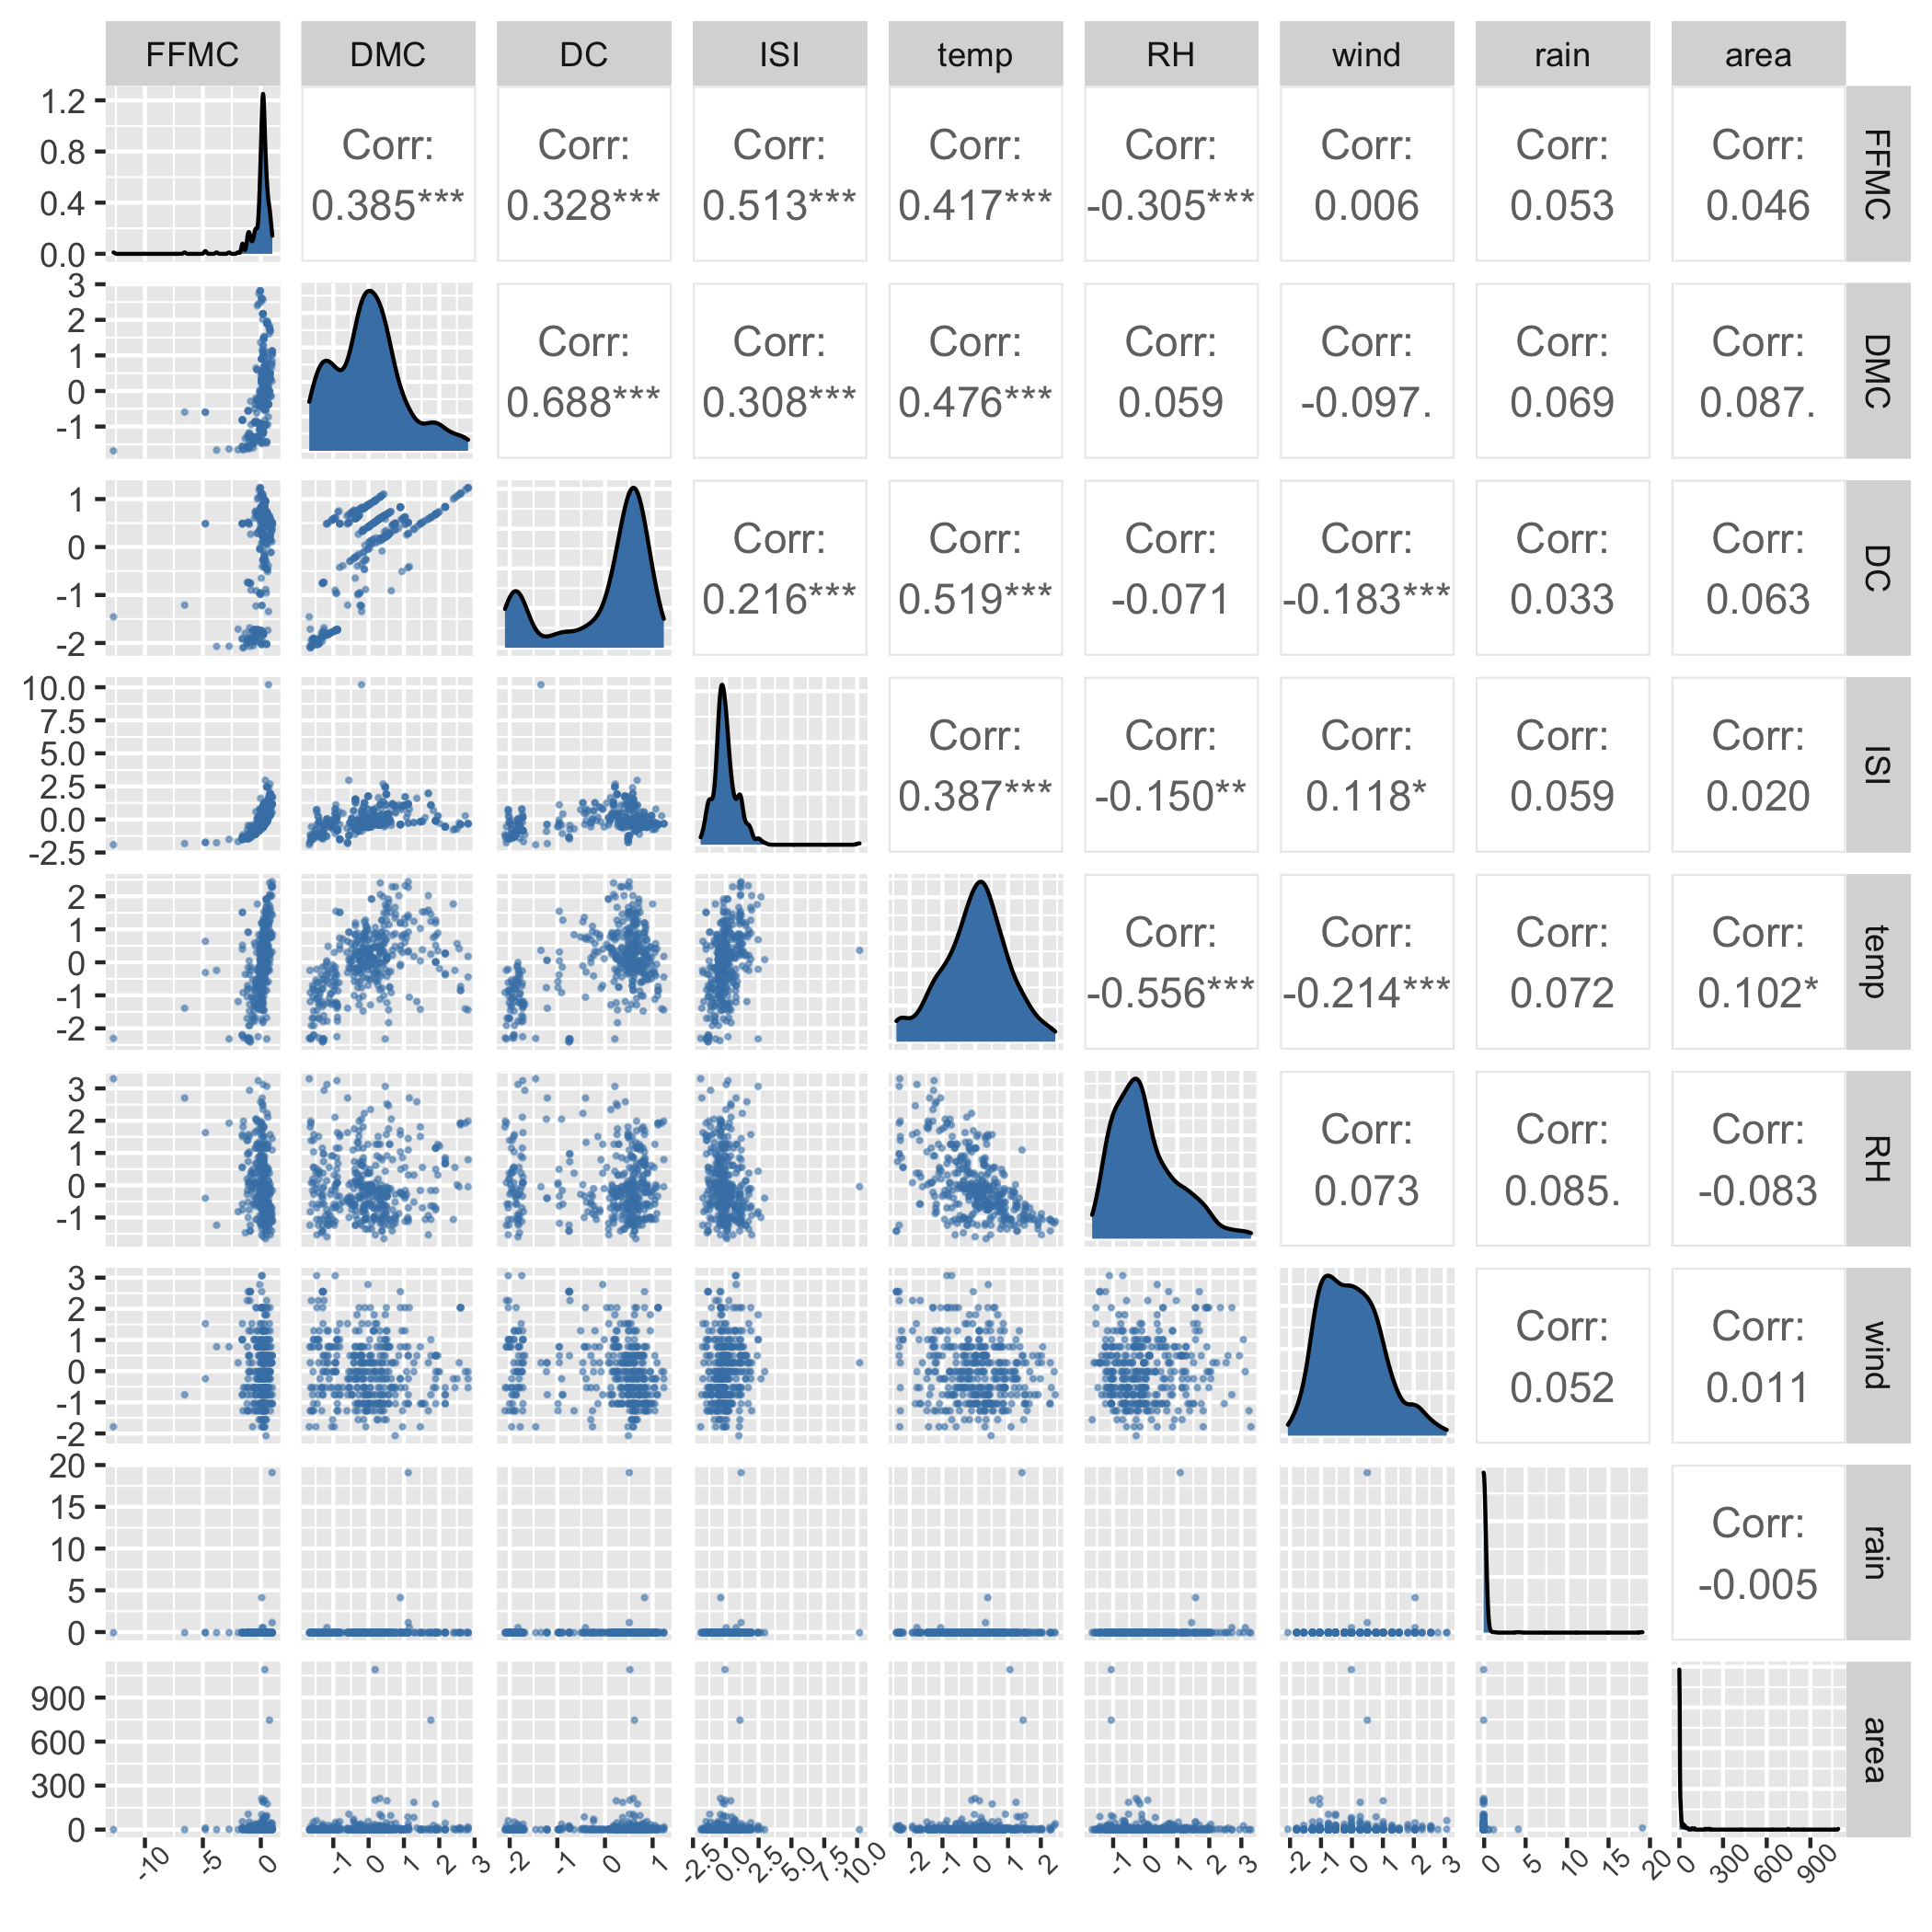 FFMC DMC DC ISI temp RH wind rain area
1.2
0.8
0.4
0.0
Corr: Corr: Corr: Corr: Corr: Corr: Corr: Corr:
0.385*** 0.328*** 0.513*** 0.417*** -0.305*** 0.006 0.053 0.046
FFMC
3
2
1
0
-1
Corr: Corr: Corr: Corr: Corr: Corr: Corr:
0.688*** 0.308*** 0.476*** 0.059 -0.097. 0.069 0.087.
DMC
1
0
-1
-2
Corr: Corr: Corr: Corr: Corr: Corr:
0.216*** 0.519*** -0.071 -0.183*** 0.033 0.063
DC
10.0
7.5
5.0
2.5
0.0
-2.5
Corr: Corr: Corr: Corr: Corr:
0.387*** -0.150** 0.118* 0.059 0.020
ISI
2
1
0
-1
-2
Corr: Corr: Corr: Corr:
-0.556*** -0.214*** 0.072 0.102*
temp
3
2
1
0
-1
Corr: Corr: Corr:
0.073 0.085. -0.083
RH
3
2
1
0
-1
-2
Corr: Corr:
0.052 0.011
wind
20
15
10
5
0
Corr:
-0.005
rain
900
600
300
0
area
-10 -5 0 -1 0 1 2 3 -2 -1 0 1 -2.5 0.0 2.5 5.0 7.5 10.0 -2 -1 0 1 2 -1 0 1 2 3 -2 -1 0 1 2 3 0 5 10 15 20 0 300 600 900